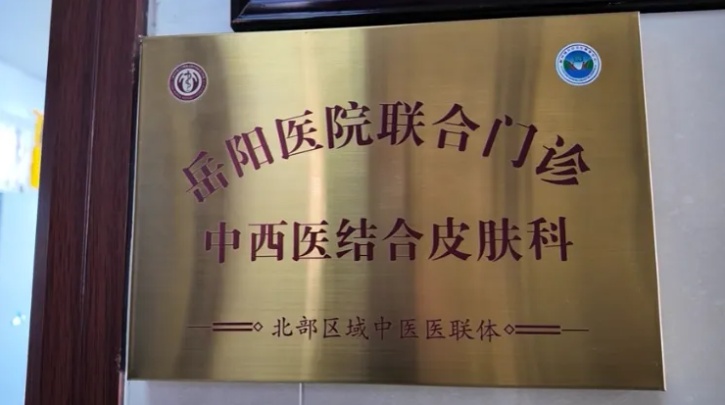 岳阳医院联合门诊
中西医结合皮肤科
北部区域中医医联体